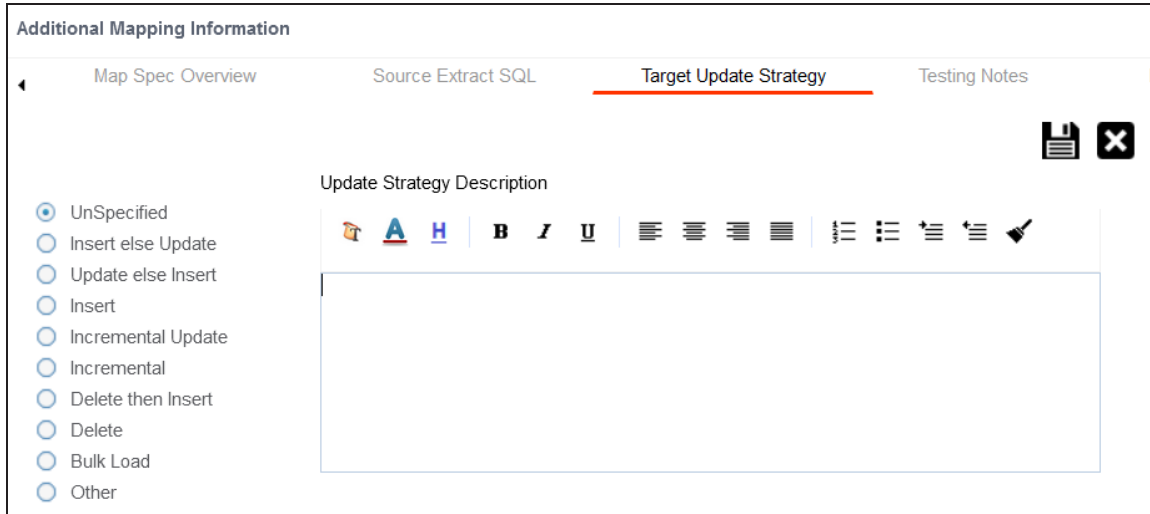 Additional Mapping Information
Map Spec Overview Source Extract SQL Target Update Strategy Testing Notes
Update Strategy Description
UnSpecified
Insert else Update
Update else Insert
Insert
Incremental Update
Incremental
Delete then Insert
Delete
Bulk Load
Other